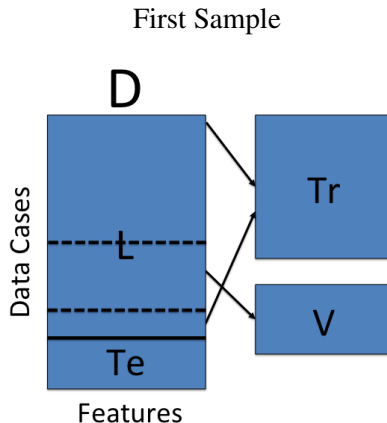 First Sample
D
Tr
L
Data Cases
V
Te
Features